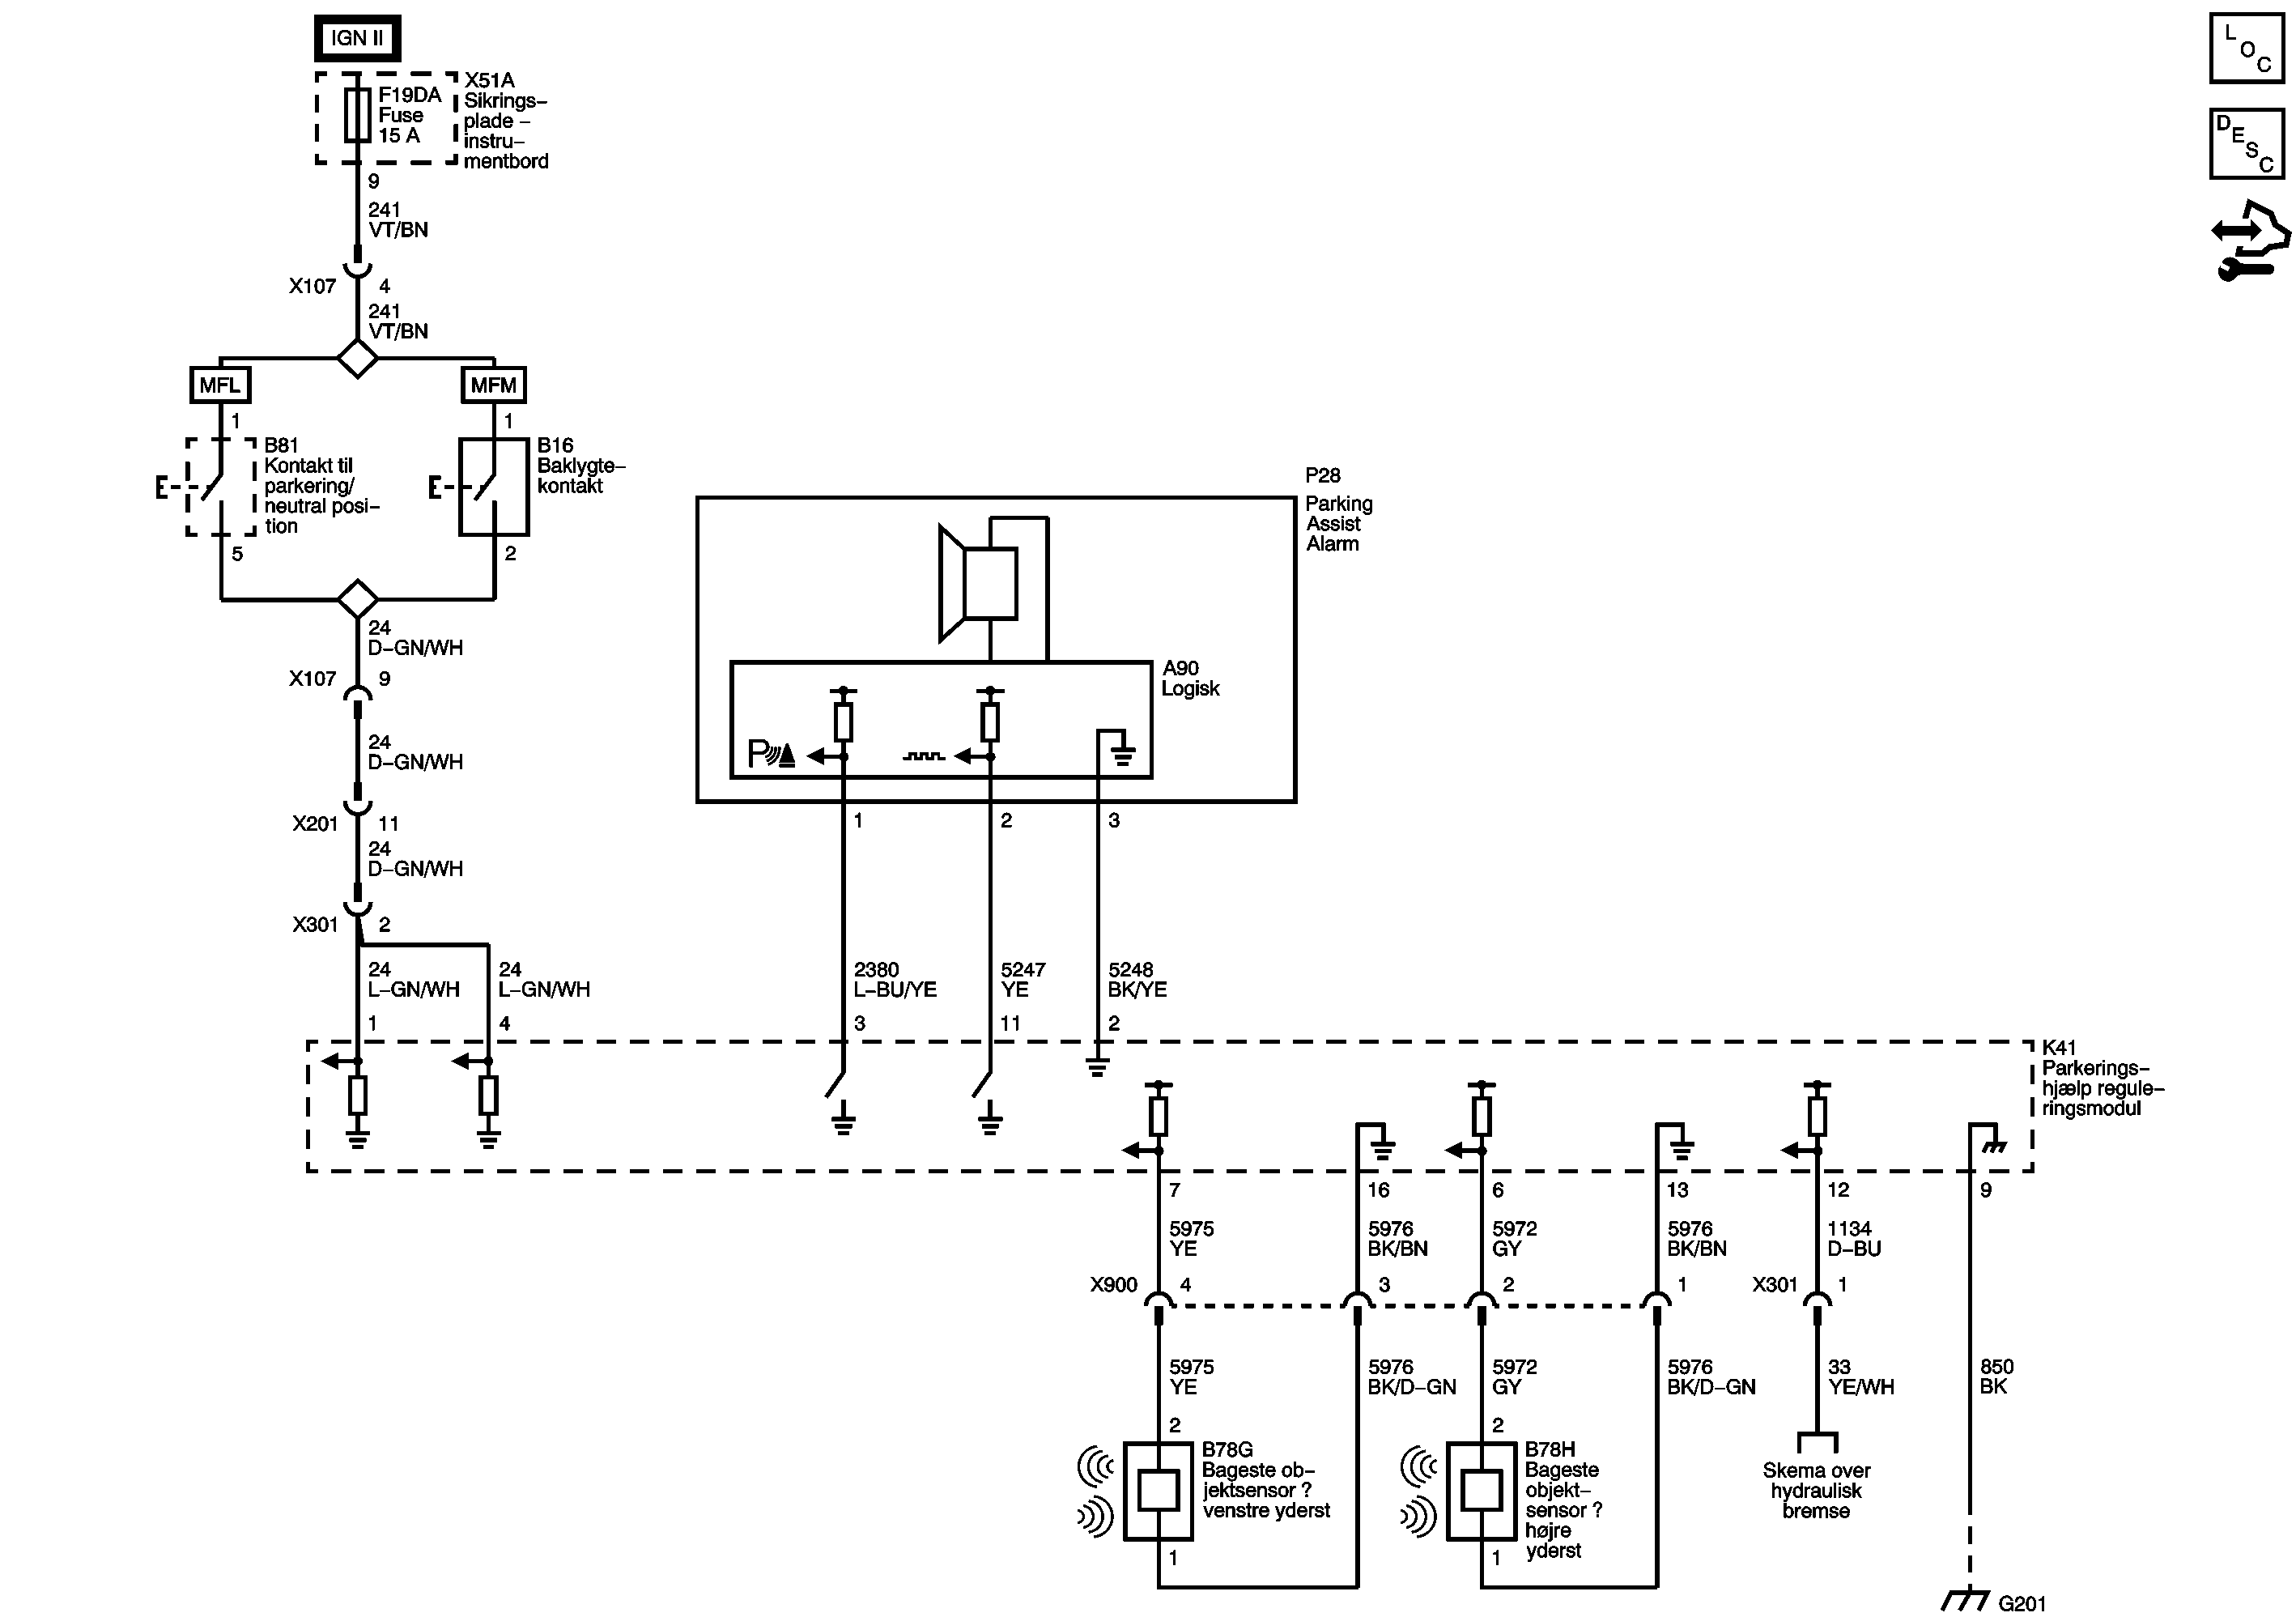 IGN II
L
O
C
F19DA
Fuse
15 A
X51A
Sikrings–
plade –
instru–
mentbord
D
E
S
C
9
241
VT/BN
X107
4
241
VT/BN
MFL
MFM
1
1
B81
Kontakt til
parkering/
neutral posi–
tion
B16
Baklygte–
kontakt
5
2
P28
Parking
Assist
Alarm
24
D–GN/WH
X107
9
A90
Logisk
P
24
D–GN/WH
X201
11
1
2
3
24
D–GN/WH
X301
2
24
L–GN/WH
24
L–GN/WH
2380
L–BU/YE
5247
YE
5248
BK/YE
1
4
3
11
2
K41
Parkerings–
hjælp regule–
ringsmodul
7
16
6
13
12
9
5975
YE
5976
BK/BN
5972
GY
5976
BK/BN
1134
D–BU
X900
4
3
2
1
X301
1
5975
YE
5976
BK/D–GN
5972
GY
5976
BK/D–GN
33
YE/WH
850
BK
2
2
B78G
Bageste ob–
jektsensor ?
venstre yderst
B78H
Bageste
objekt–
sensor ?
højre
yderst
Skema over
hydraulisk
bremse
1
1
G201